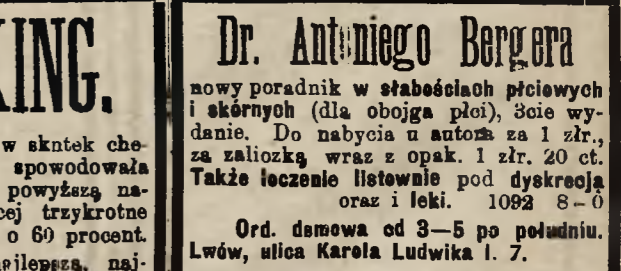 KING.
w skutek che-
spowodowała
powyższą na-
cej trzykrotne
o 60 procent.
najlepsza, naj-
Dr. Antoniego Bergera
nowy poradnik w słabościach płciowych
i skórnych (dla obojga płci), 3cie wy-
danie. Do nabycia u autora za 1 złr.,
za zaliczką wraz z opak. 1 złr. 20 ct.
Także leczenie listownie pod dyskrecją
oraz i leki. 1092 8-0
Ord. domowa od 3—5 po południu.
Lwów, ulica Karola Ludwika l. 7.